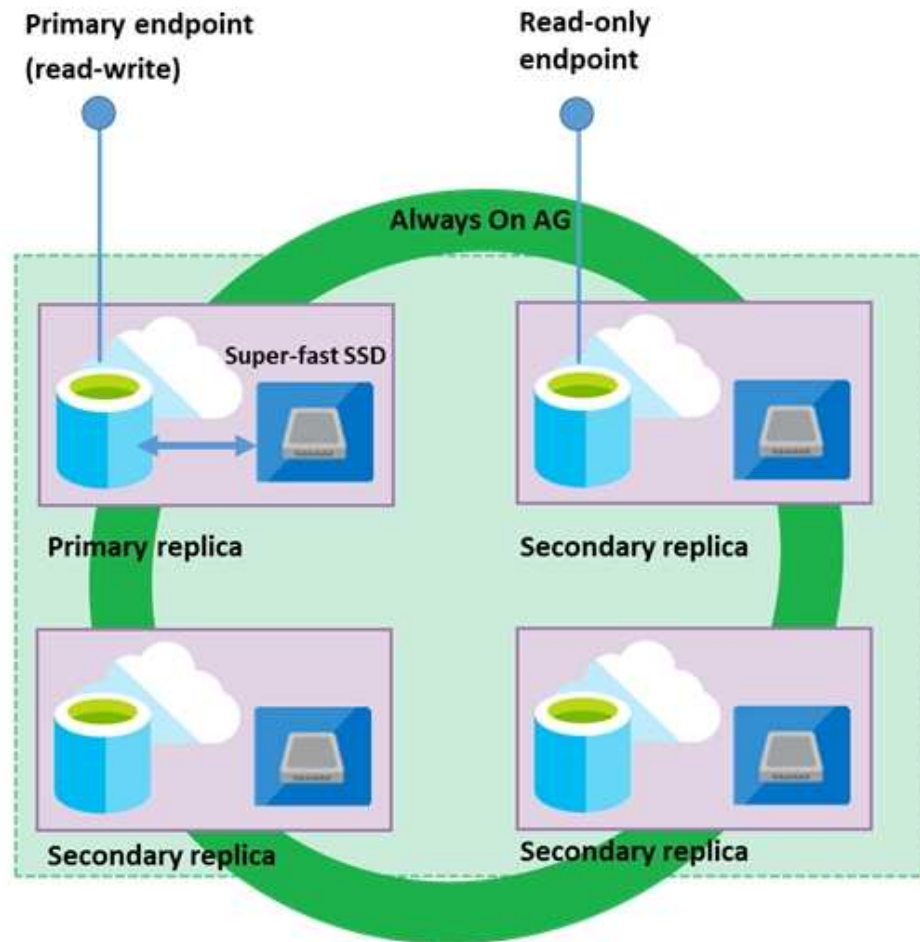 Primary endpoint
(read-write)
Read-only
endpoint
Always On AG
Super-fast SSD
Primary replica
Secondary replica
Secondary replica
Secondary replica